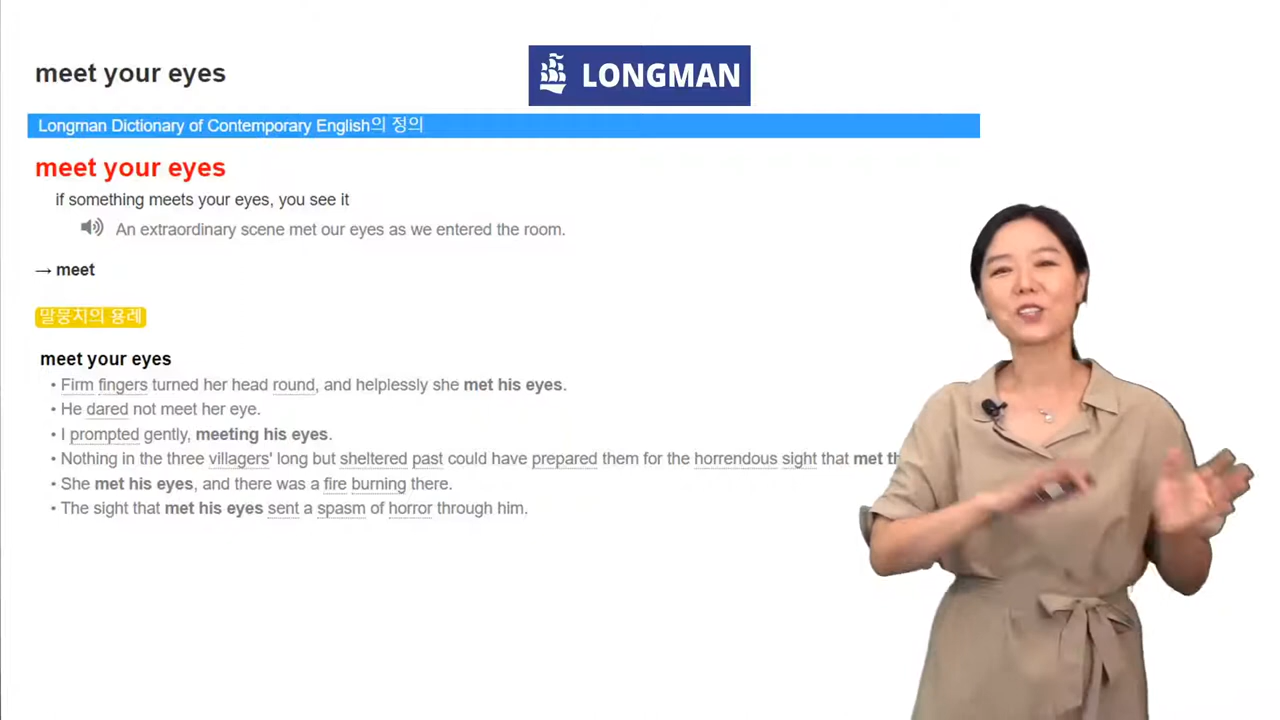 meet your eyes
LONGMAN
Longman Dictionary of Contemporary English의 정의
meet your eyes
if something meets your eyes, you see it
An extraordinary scene met our eyes as we entered the room.
→ meet
말뭉치의 용례
meet your eyes
• Firm fingers turned her head round, and helplessly she met his eyes.
• He dared not meet her eye.
• I prompted gently, meeting his eyes.
• Nothing in the three villagers' long but sheltered past could have prepared them for the horrendous sight that met
• She met his eyes, and there was a fire burning there.
• The sight that met his eyes sent a spasm of horror through him.